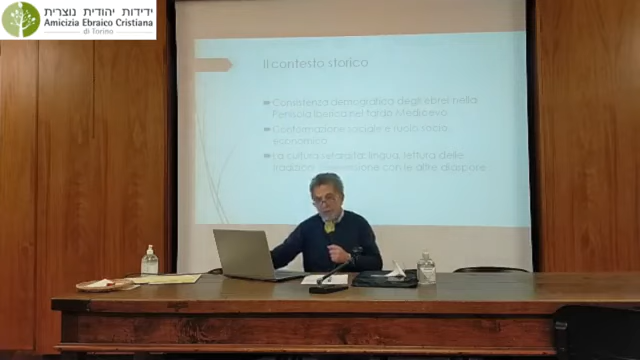 ידידות יהודית נוצרית
Amicizia Ebraico Cristiana
di Torino
Il contesto storico
Consistenza demografica degli ebrei nella
Penisola Iberica nel tardo Medioevo
Conformazione sociale e ruolo socio-
economico
La cultura sefardita: lingua, lettura delle
tradizioni, connessione con le altre diaspore